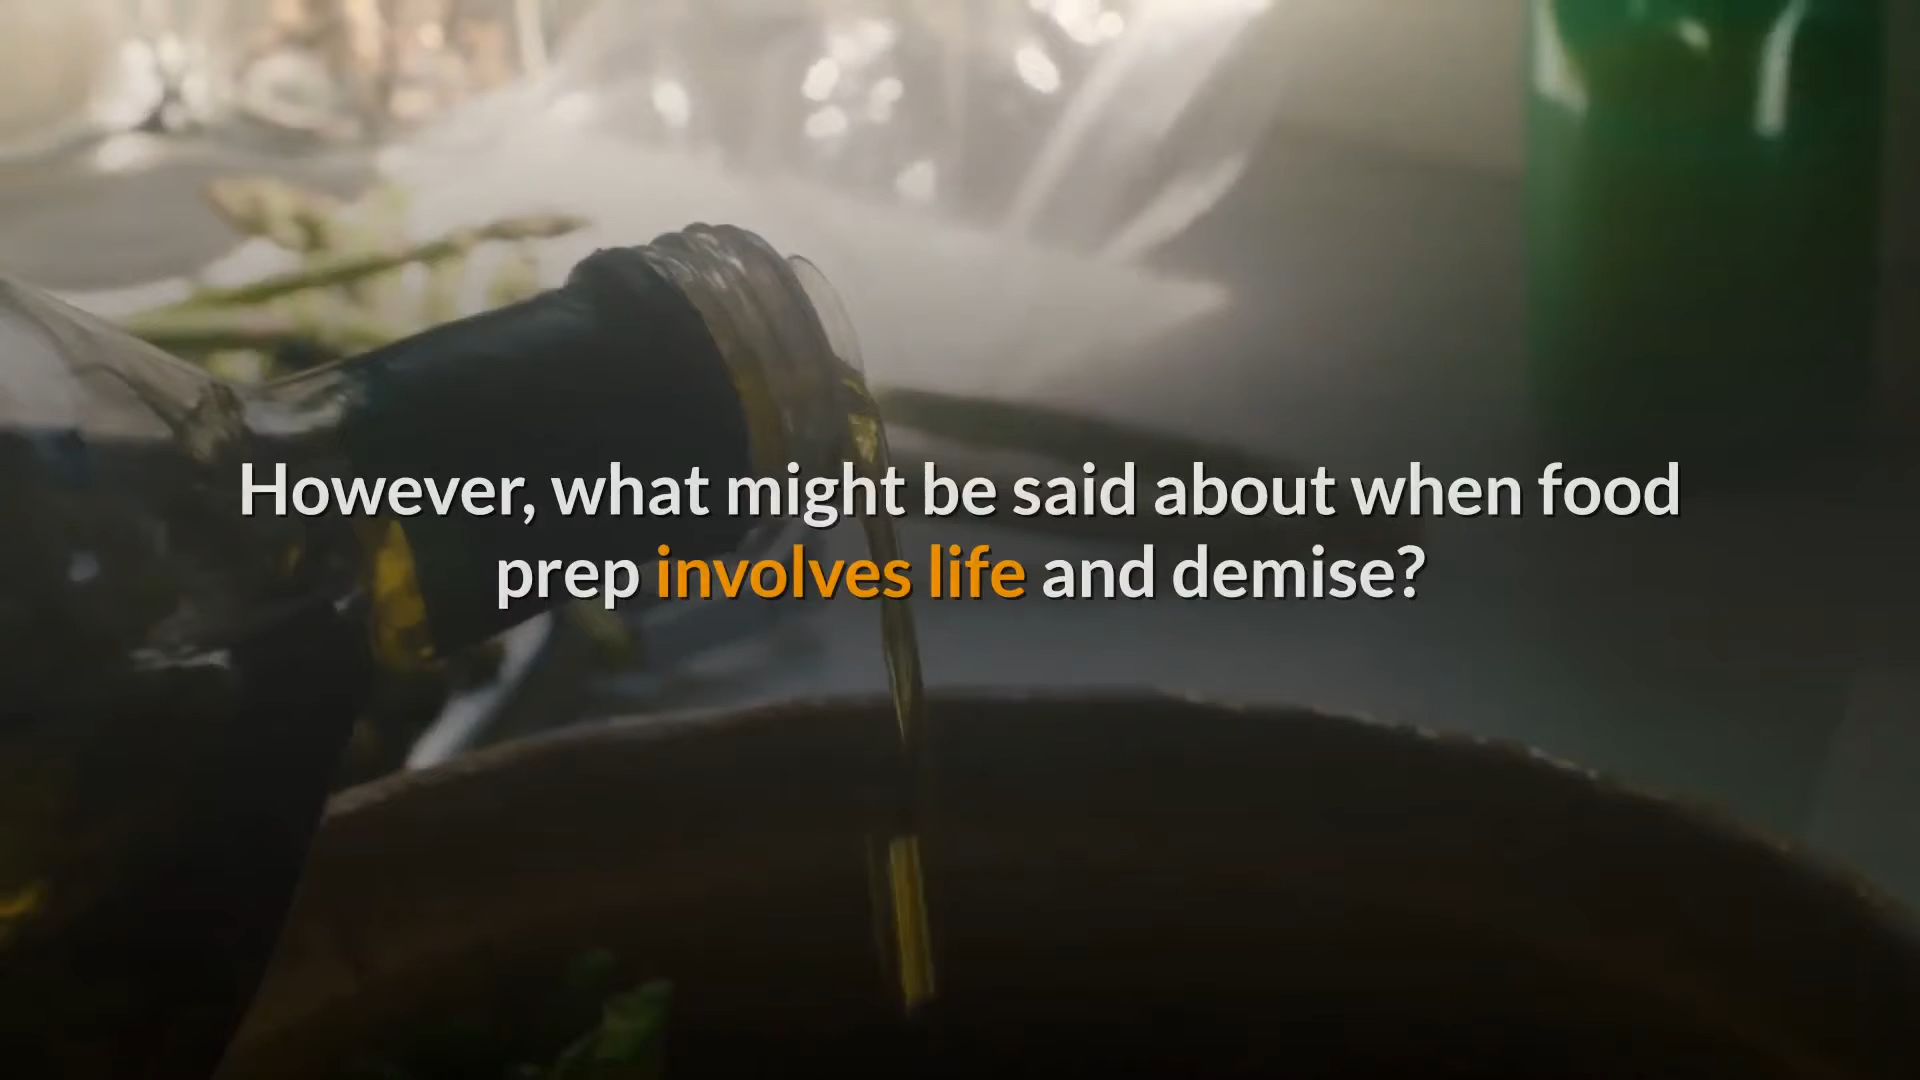 However, what might be said about when food
prep involves life and demise?